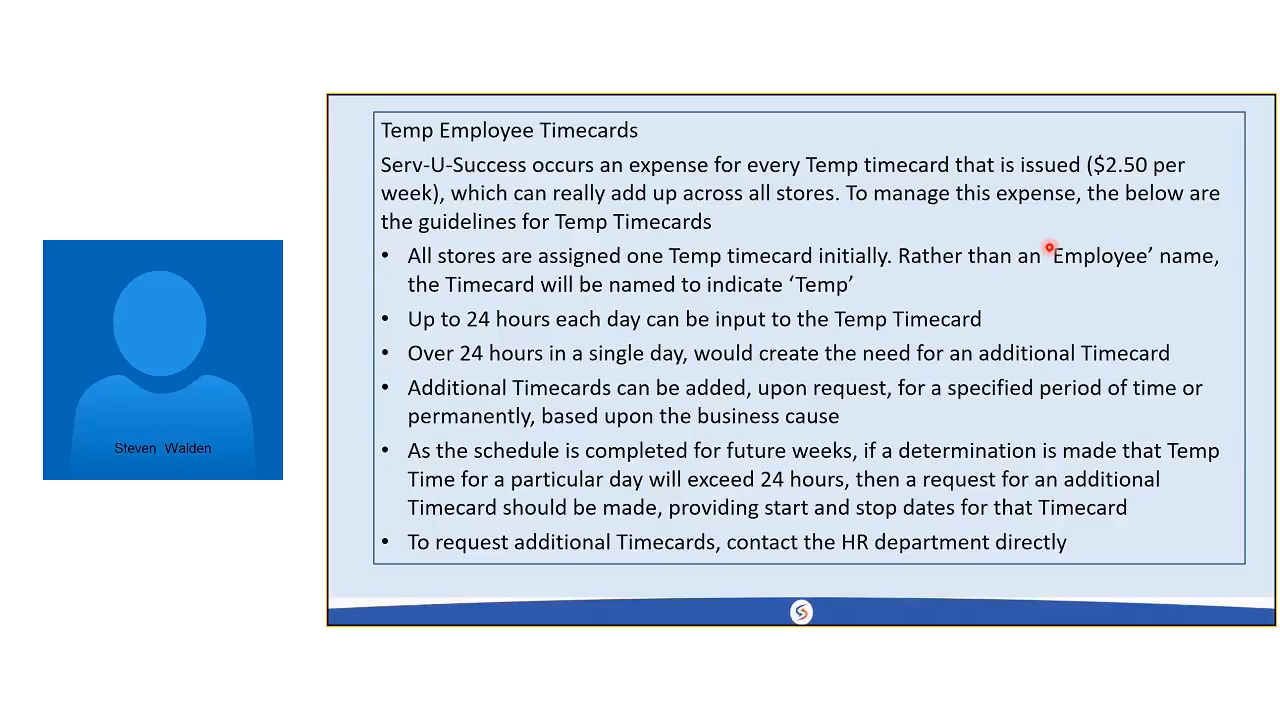 Temp Employee Timecards
Serv-U-Success occurs an expense for every Temp timecard that is issued ($2.50 per
week), which can really add up across all stores. To manage this expense, the below are
the guidelines for Temp Timecards
• All stores are assigned one Temp timecard initially. Rather than an ‘Employee’ name,
the Timecard will be named to indicate ‘Temp’
• Up to 24 hours each day can be input to the Temp Timecard
• Over 24 hours in a single day, would create the need for an additional Timecard
• Additional Timecards can be added, upon request, for a specified period of time or
permanently, based upon the business cause
• As the schedule is completed for future weeks, if a determination is made that Temp
Time for a particular day will exceed 24 hours, then a request for an additional
Timecard should be made, providing start and stop dates for that Timecard
• To request additional Timecards, contact the HR department directly
Steven Walden